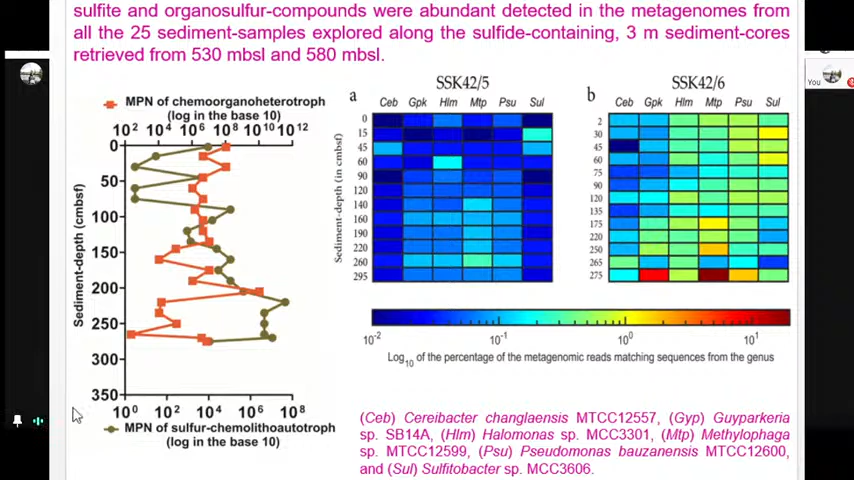 sulfite and organosulfur-compounds were abundant detected in the metagenomes from
all the 25 sediment-samples explored along the sulfide-containing, 3 m sediment-cores
retrieved from 530 mbsl and 580 mbsl.
MPN of chemoorganoheterotroph
(log in the base 10)
10² 10⁴ 10⁶ 10⁸ 10¹⁰ 10¹²
0
50
100
150
200
250
300
350
Sediment-depth (cmbsf)
10⁰ 10² 10⁴ 10⁶ 10⁸
MPN of sulfur-chemolithoautotroph
(log in the base 10)
SSK42/5
a
Ceb Gpk Hlm Mtp Psu Sul
Sediment-depth (in cmbsf)
0
15
45
60
90
120
140
160
190
220
260
295
SSK42/6
b
Ceb Gpk Hlm Mtp Psu Sul
2
30
45
60
75
90
120
135
175
220
250
265
275
10⁻² 10⁻¹ 10⁰ 10¹
Log₁₀ of the percentage of the metagenomic reads matching sequences from the genus
(Ceb) Cereibacter changlaensis MTCC12557, (Gyp) Guyparkeria
sp. SB14A, (Hlm) Halomonas sp. MCC3301, (Mtp) Methylophaga
sp. MTCC12599, (Psu) Pseudomonas bauzanensis MTCC12600,
and (Sul) Sulfitobacter sp. MCC3606.
You